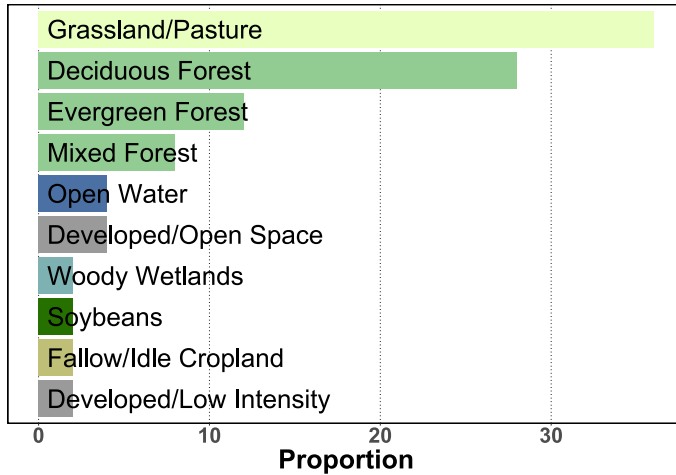 Grassland/Pasture
Deciduous Forest
Evergreen Forest
Mixed Forest
Open Water
Developed/Open Space
Woody Wetlands
Soybeans
Fallow/Idle Cropland
Developed/Low Intensity
0 10 20 30
Proportion